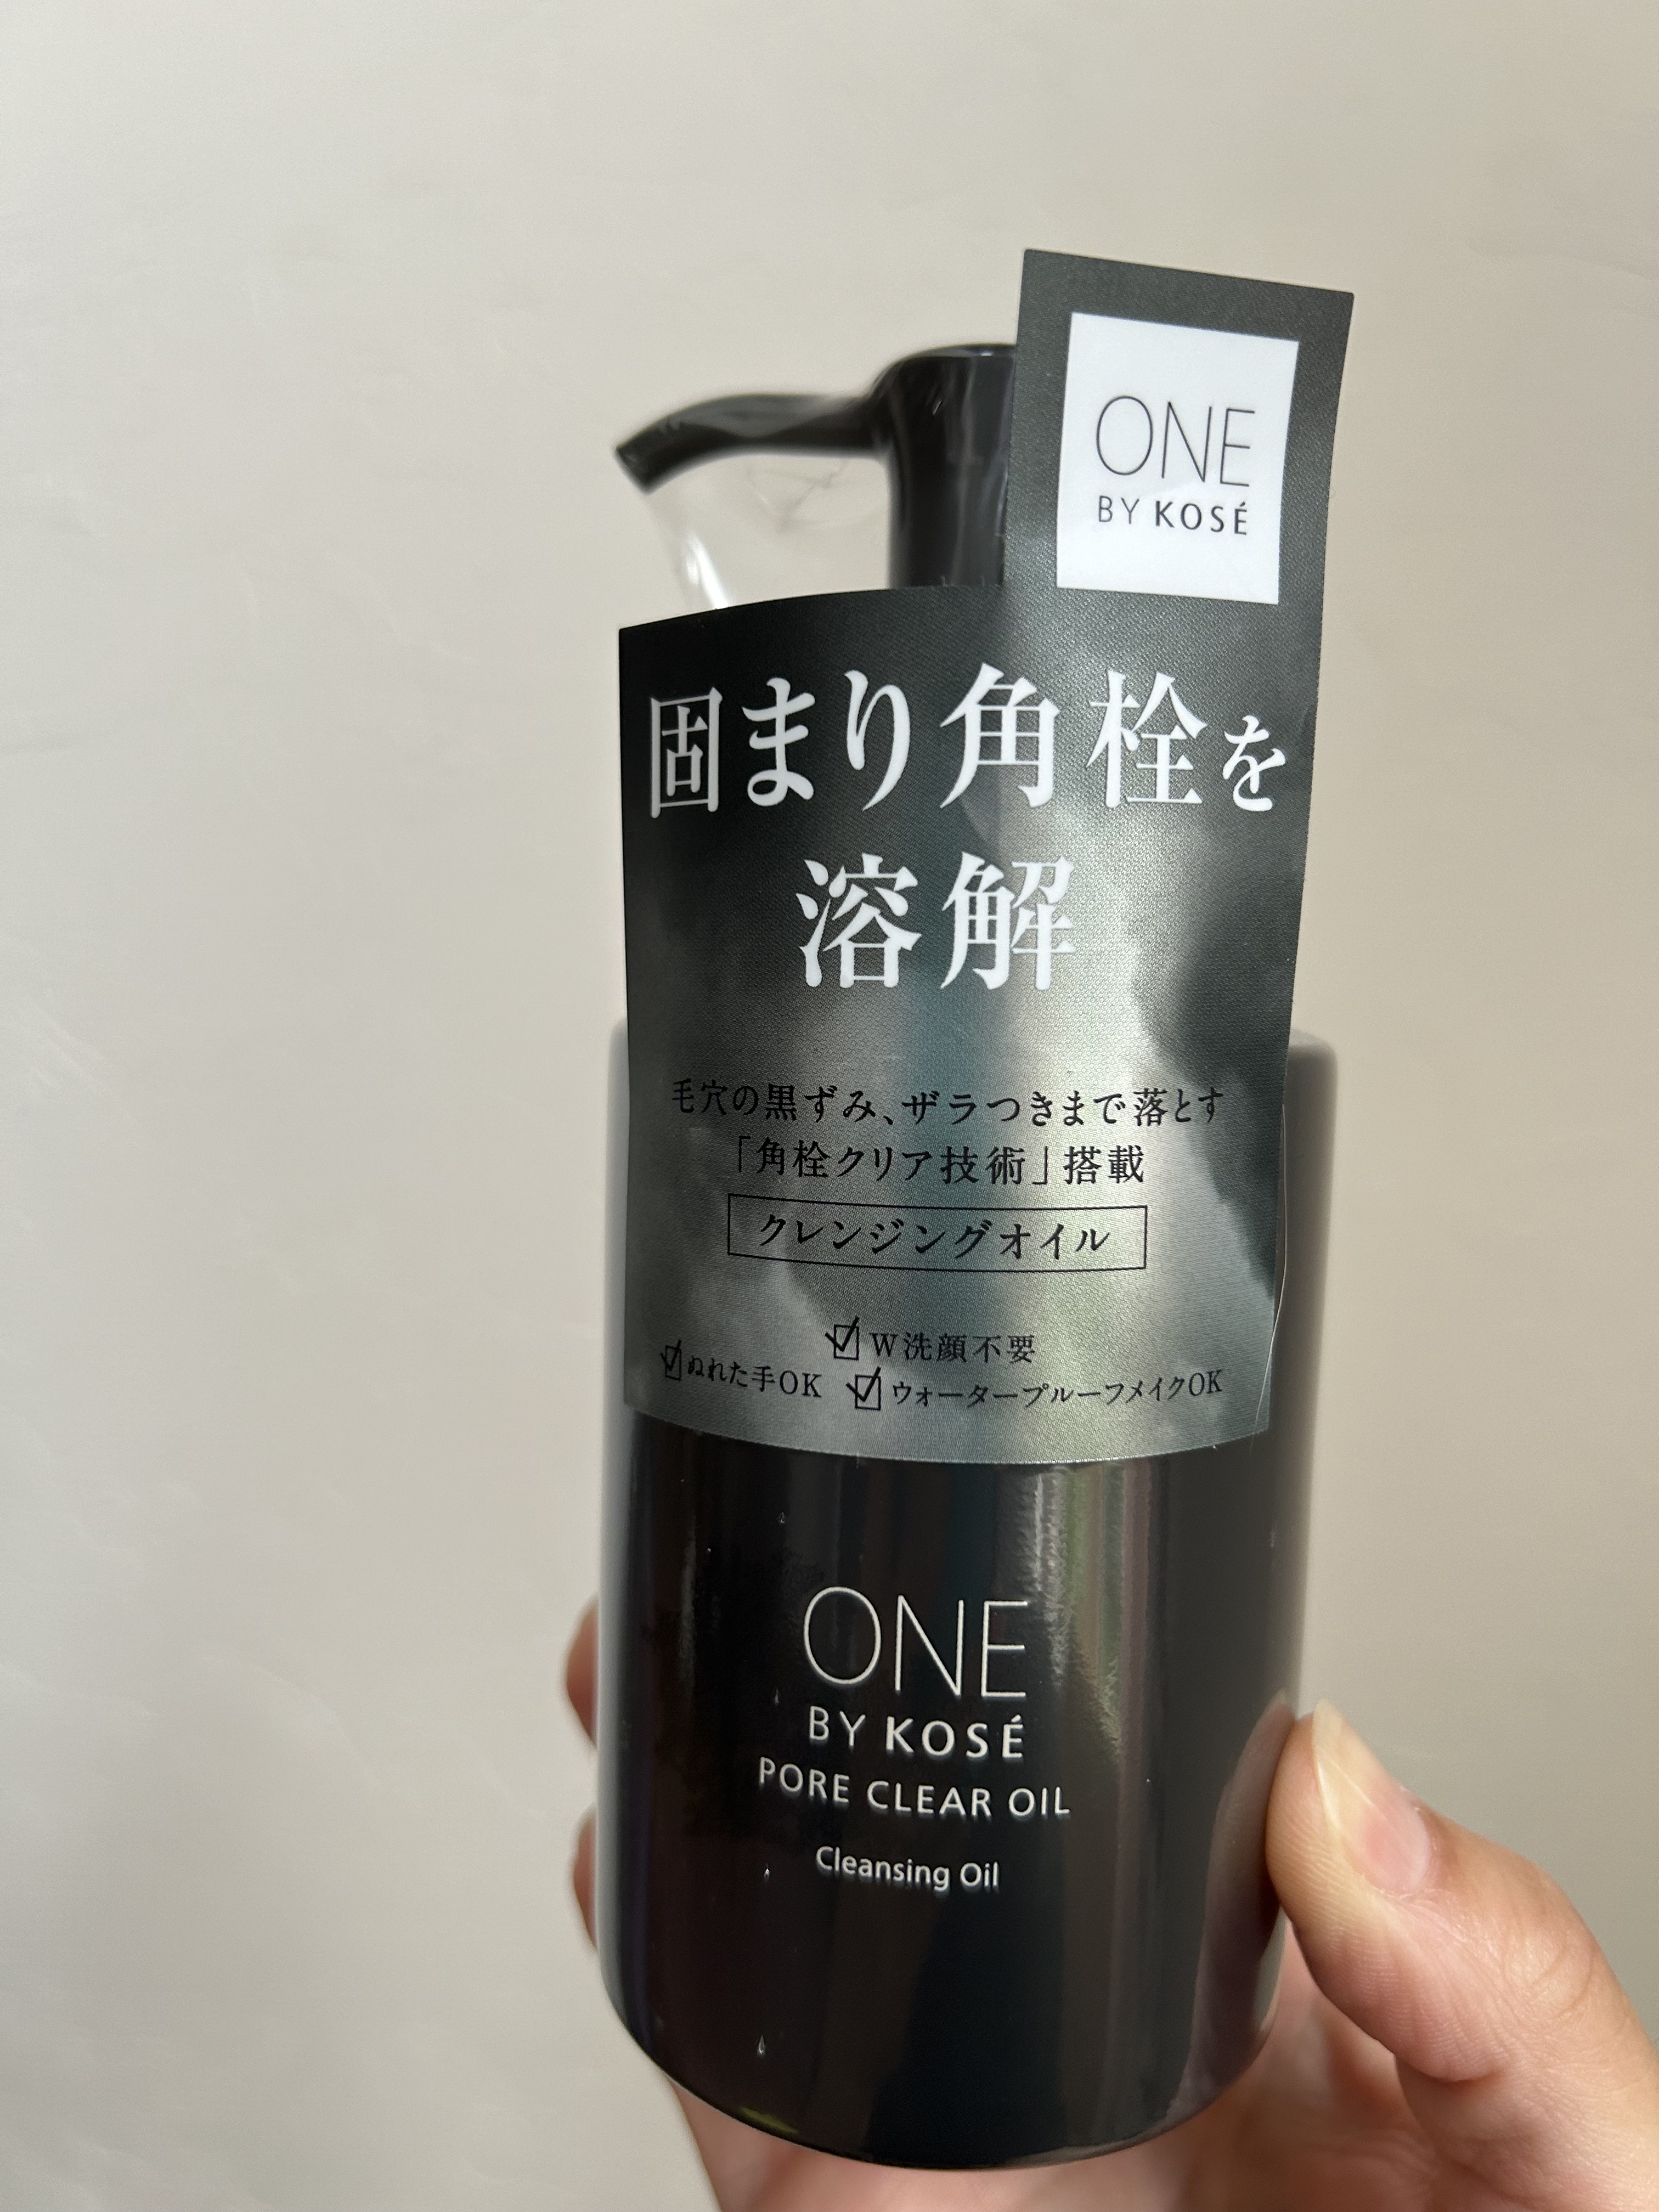 ONE
BY KOSÉ
固まり角栓を
溶解
毛穴の黒ずみ、ザラつきまで落とす
「角栓クリア技術」搭載
クレンジングオイル
W洗顔不要
ぬれた手OK ウォータープルーフメイクOK
ONE
BY KOSÉ
PORE CLEAR OIL
Cleansing Oil